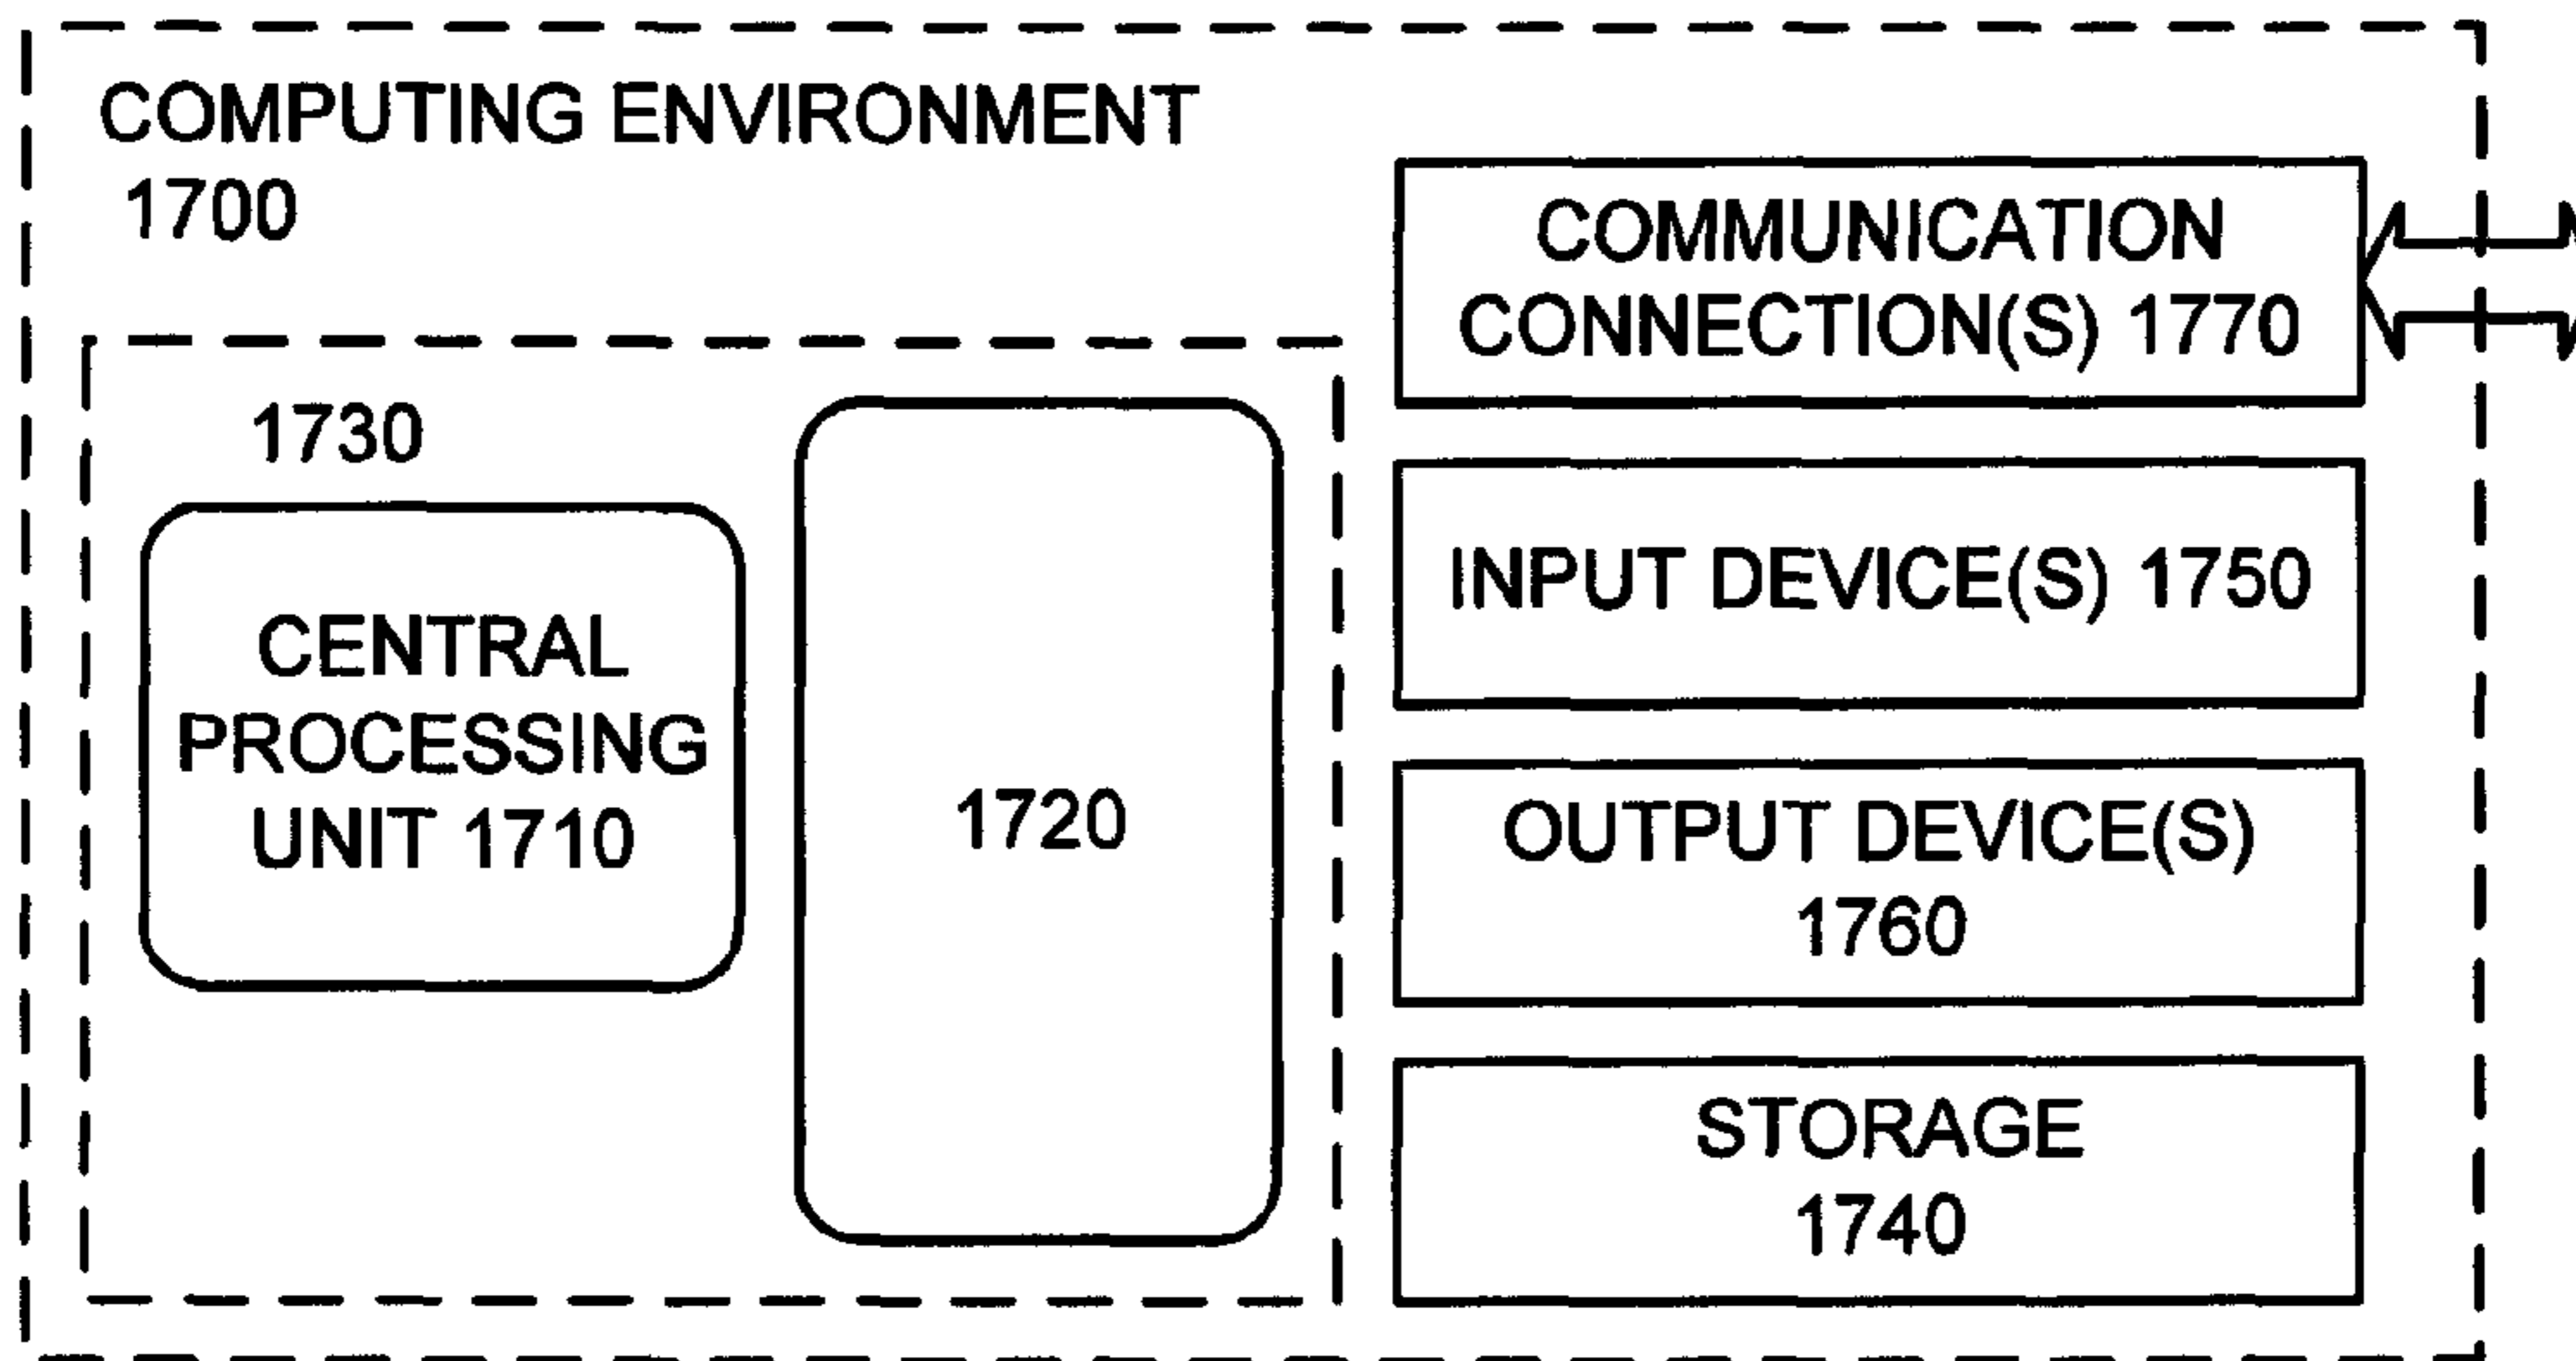 COMPUTING ENVIRONMENT
1700
COMMUNICATION
CONNECTION(S) 1770
1730
CENTRAL
PROCESSING
UNIT 1710
1720
INPUT DEVICE(S) 1750
OUTPUT DEVICE(S)
1760
STORAGE
1740